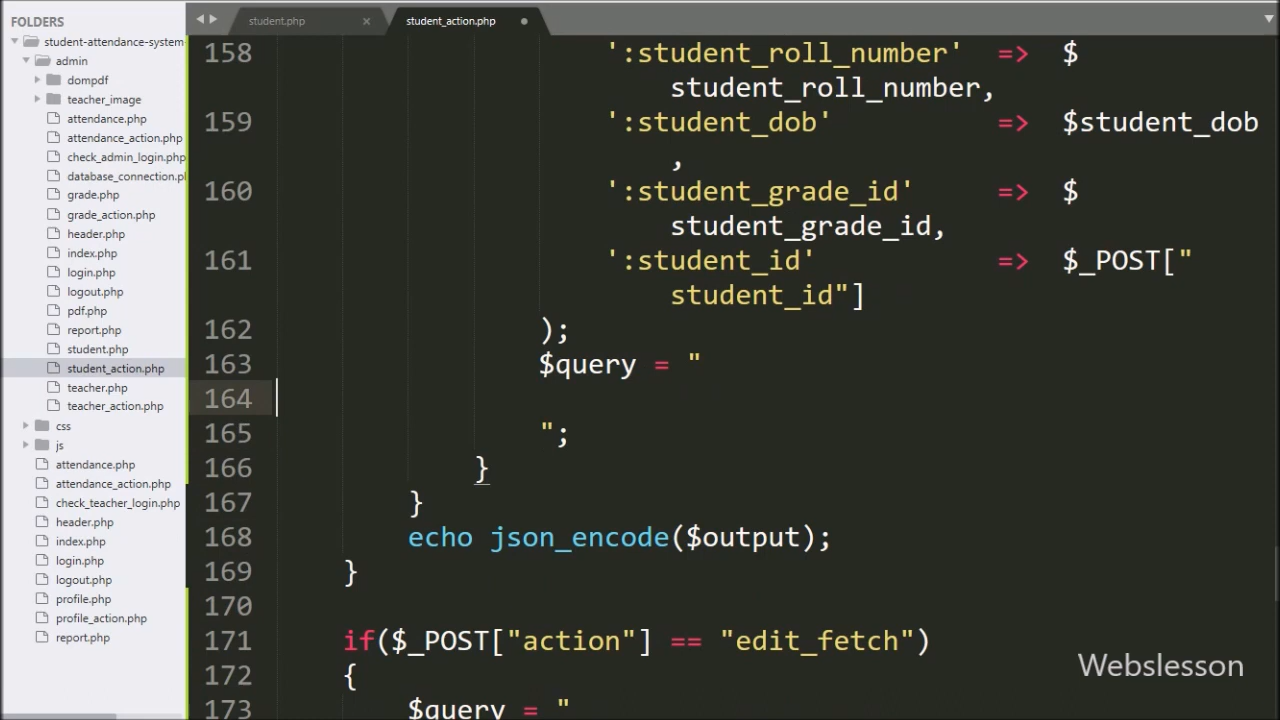 FOLDERS
student-attendance-system
admin
dompdf
teacher_image
attendance.php
attendance_action.php
check_admin_login.php
database_connection.pl
grade.php
grade_action.php
header.php
index.php
login.php
logout.php
pdf.php
report.php
student.php
student_action.php
teacher.php
teacher_action.php
css
js
attendance.php
attendance_action.php
check_teacher_login.php
header.php
index.php
login.php
logout.php
profile.php
profile_action.php
report.php
student.php × student_action.php
158 ':student_roll_number' => $
student_roll_number,
159 ':student_dob' => $student_dob
,
160 ':student_grade_id' => $
student_grade_id,
161 ':student_id' => $_POST["
student_id"]
162 );
163 $query = "
164
165 ";
166 }
167 }
168 echo json_encode($output);
169 }
170
171 if($_POST["action"] == "edit_fetch")
172 {
173 $query = "
Webslesson